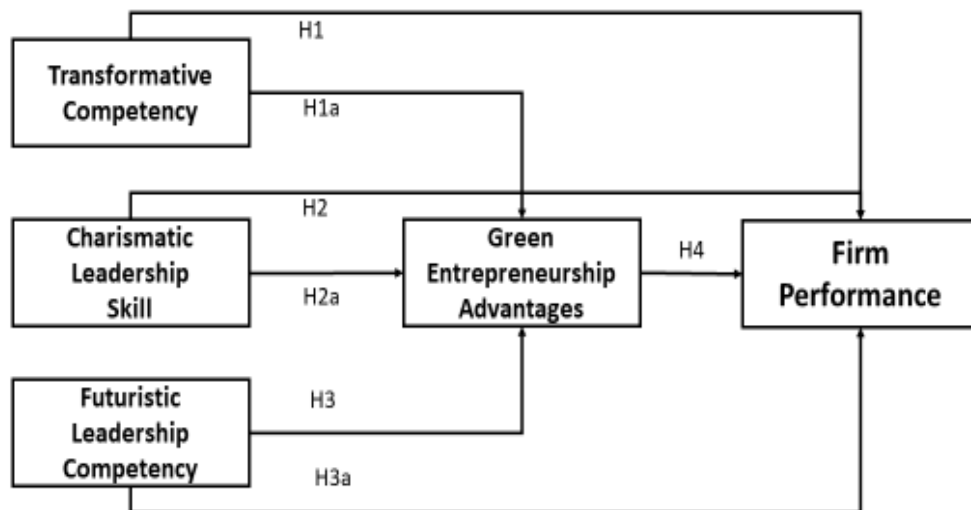 H1
Transformative
Competency
H1a
H2
Charismatic
Leadership
Skill
H2a
Green
Entrepreneurship
Advantages
H4
Firm
Performance
Futuristic
Leadership
Competency
H3
H3a